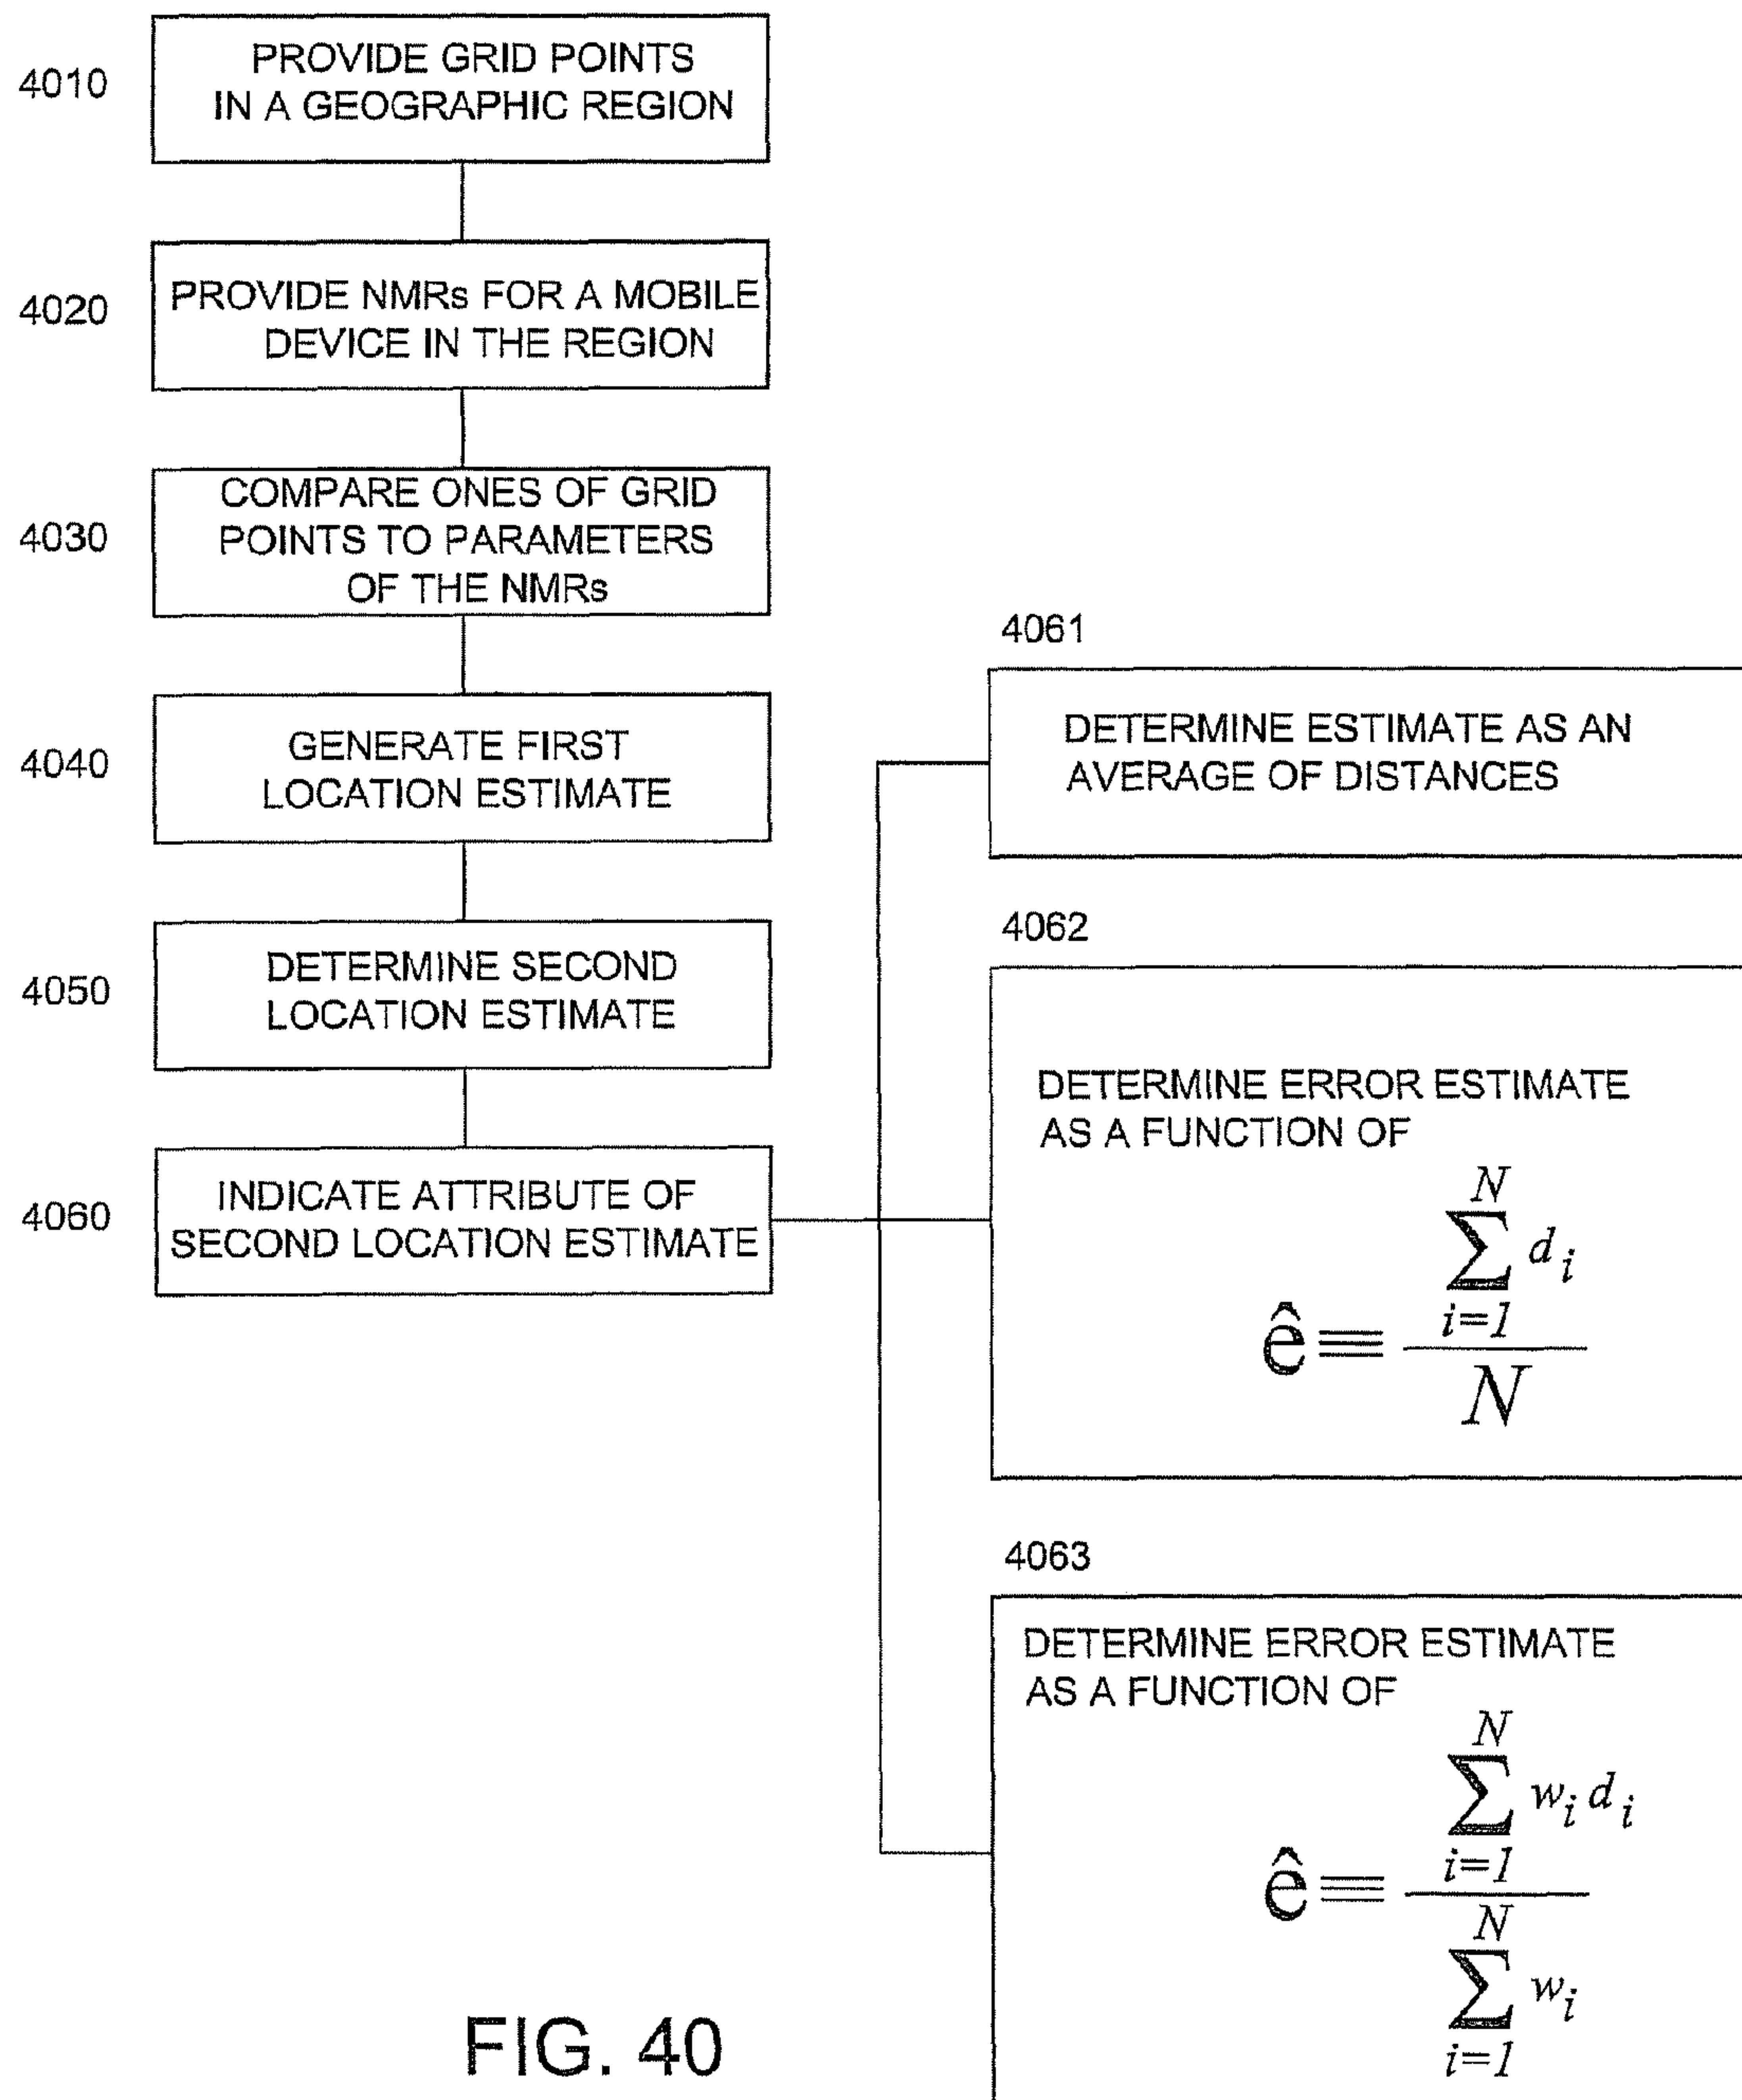 4010
PROVIDE GRID POINTS
IN A GEOGRAPHIC REGION
4020
PROVIDE NMRs FOR A MOBILE
DEVICE IN THE REGION
4030
COMPARE ONES OF GRID
POINTS TO PARAMETERS
OF THE NMRs
4040
GENERATE FIRST
LOCATION ESTIMATE
4050
DETERMINE SECOND
LOCATION ESTIMATE
4060
INDICATE ATTRIBUTE OF
SECOND LOCATION ESTIMATE
4061
DETERMINE ESTIMATE AS AN
AVERAGE OF DISTANCES
4062
DETERMINE ERROR ESTIMATE
AS A FUNCTION OF
N
∑ d_i
i=1
ê ≡
N
4063
DETERMINE ERROR ESTIMATE
AS A FUNCTION OF
N
∑ w_i d_i
i=1
ê ≡
N
∑ w_i
i=1
FIG. 40